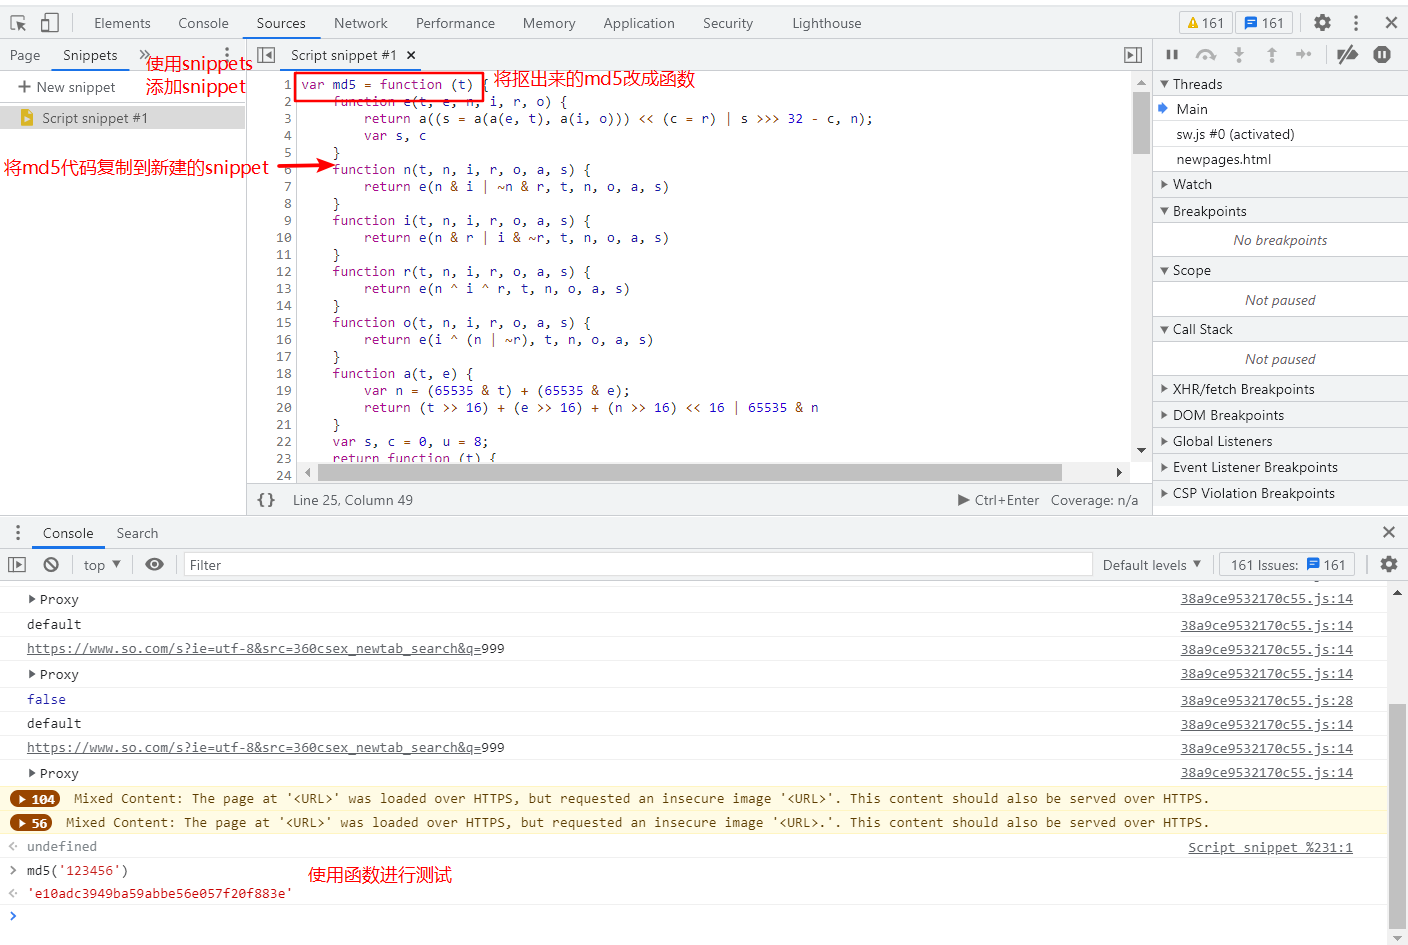 Elements Console Sources Network Performance Memory Application Security Lighthouse 161 161
Page Snippets
使用snippets
添加snippet
New snippet
Script snippet #1
将md5代码复制到新建的snippet
Script snippet #1
将抠出来的md5改成函数
1 var md5 = function (t) {
2 function e(t, e, n, i, r, o) {
3 return a((s = a(a(e, t), a(i, o))) << (c = r) | s >>> 32 - c, n);
4 var s, c
5 }
6 function n(t, n, i, r, o, a, s) {
7 return e(n & i | ~n & r, t, n, o, a, s)
8 }
9 function i(t, n, i, r, o, a, s) {
10 return e(n & r | i & ~r, t, n, o, a, s)
11 }
12 function r(t, n, i, r, o, a, s) {
13 return e(n ^ i ^ r, t, n, o, a, s)
14 }
15 function o(t, n, i, r, o, a, s) {
16 return e(i ^ (n | ~r), t, n, o, a, s)
17 }
18 function a(t, e) {
19 var n = (65535 & t) + (65535 & e);
20 return (t >> 16) + (e >> 16) + (n >> 16) << 16 | 65535 & n
21 }
22 var s, c = 0, u = 8;
23 return function (t) {
24
{} Line 25, Column 49 Ctrl+Enter Coverage: n/a
Threads
Main
sw.js #0 (activated)
newpages.html
Watch
Breakpoints
No breakpoints
Scope
Not paused
Call Stack
Not paused
XHR/fetch Breakpoints
DOM Breakpoints
Global Listeners
Event Listener Breakpoints
CSP Violation Breakpoints
Console Search
top Filter Default levels 161 Issues: 161
Proxy 38a9ce9532170c55.js:14
default 38a9ce9532170c55.js:14
https://www.so.com/s?ie=utf-8&src=360csex_newtab_search&q=999 38a9ce9532170c55.js:14
Proxy 38a9ce9532170c55.js:14
false 38a9ce9532170c55.js:28
default 38a9ce9532170c55.js:14
https://www.so.com/s?ie=utf-8&src=360csex_newtab_search&q=999 38a9ce9532170c55.js:14
Proxy 38a9ce9532170c55.js:14
104 Mixed Content: The page at '<URL>' was loaded over HTTPS, but requested an insecure image '<URL>'. This content should also be served over HTTPS.
56 Mixed Content: The page at '<URL>' was loaded over HTTPS, but requested an insecure image '<URL>.'. This content should also be served over HTTPS.
undefined Script snippet %231:1
md5('123456')
使用函数进行测试
'e10adc3949ba59abbe56e057f20f883e'